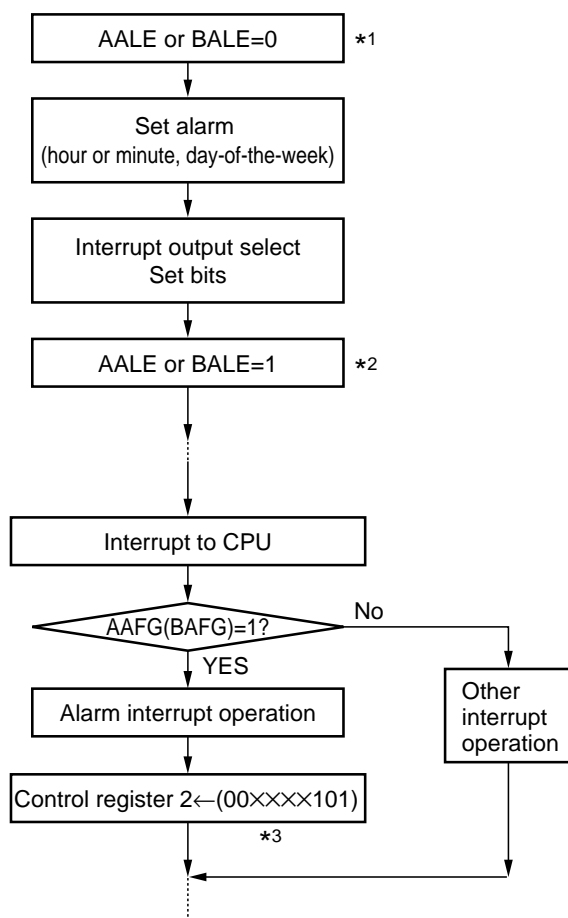 AALE or BALE=0 *1
Set alarm
(hour or minute, day-of-the-week)
Interrupt output select
Set bits
AALE or BALE=1 *2
Interrupt to CPU
AAFG(BAFG)=1?
No
YES
Other
interrupt
operation
Alarm interrupt operation
Control register 2←(00××××101)
*3